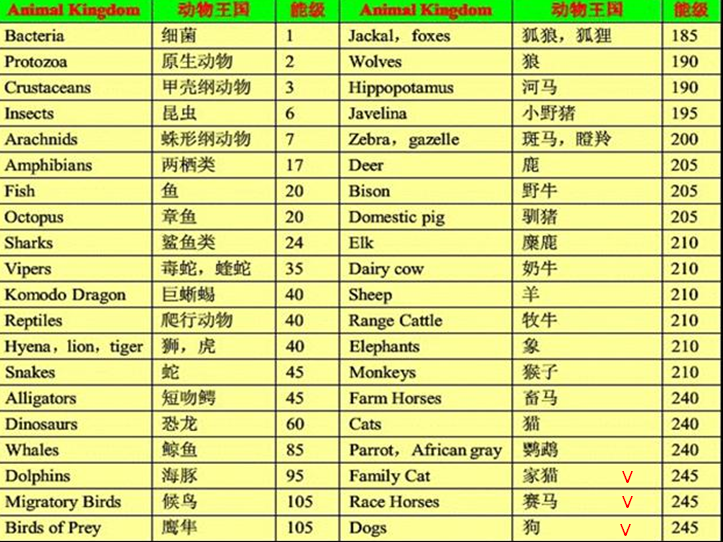 Animal Kingdom 动物王国 能级 Animal Kingdom 动物王国 能级
Bacteria 细菌 1 Jackal，foxes 狐狼，狐狸 185
Protozoa 原生动物 2 Wolves 狼 190
Crustaceans 甲壳纲动物 3 Hippopotamus 河马 190
Insects 昆虫 6 Javelina 小野猪 195
Arachnids 蛛形纲动物 7 Zebra，gazelle 斑马，瞪羚 200
Amphibians 两栖类 17 Deer 鹿 205
Fish 鱼 20 Bison 野牛 205
Octopus 章鱼 20 Domestic pig 驯猪 205
Sharks 鲨鱼类 24 Elk 麋鹿 210
Vipers 毒蛇，蝰蛇 35 Dairy cow 奶牛 210
Komodo Dragon 巨蜥蜴 40 Sheep 羊 210
Reptiles 爬行动物 40 Range Cattle 牧牛 210
Hyena，lion，tiger 狮，虎 40 Elephants 象 210
Snakes 蛇 45 Monkeys 猴子 210
Alligators 短吻鳄 45 Farm Horses 畜马 240
Dinosaurs 恐龙 60 Cats 猫 240
Whales 鲸鱼 85 Parrot，African gray 鹦鹉 240
Dolphins 海豚 95 Family Cat 家猫 V 245
Migratory Birds 候鸟 105 Race Horses 赛马 V 245
Birds of Prey 鹰隼 105 Dogs 狗 V 245